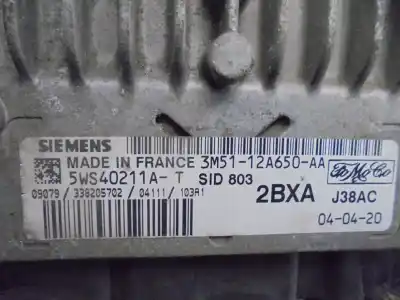 SIEMENS
MADE IN FRANCE 3M51-12A650-AA
5WS40211A-T SID 803 FoMoCo
09079 / 338205702 / 04111 / 103A1 2BXA J38AC
04-04-20